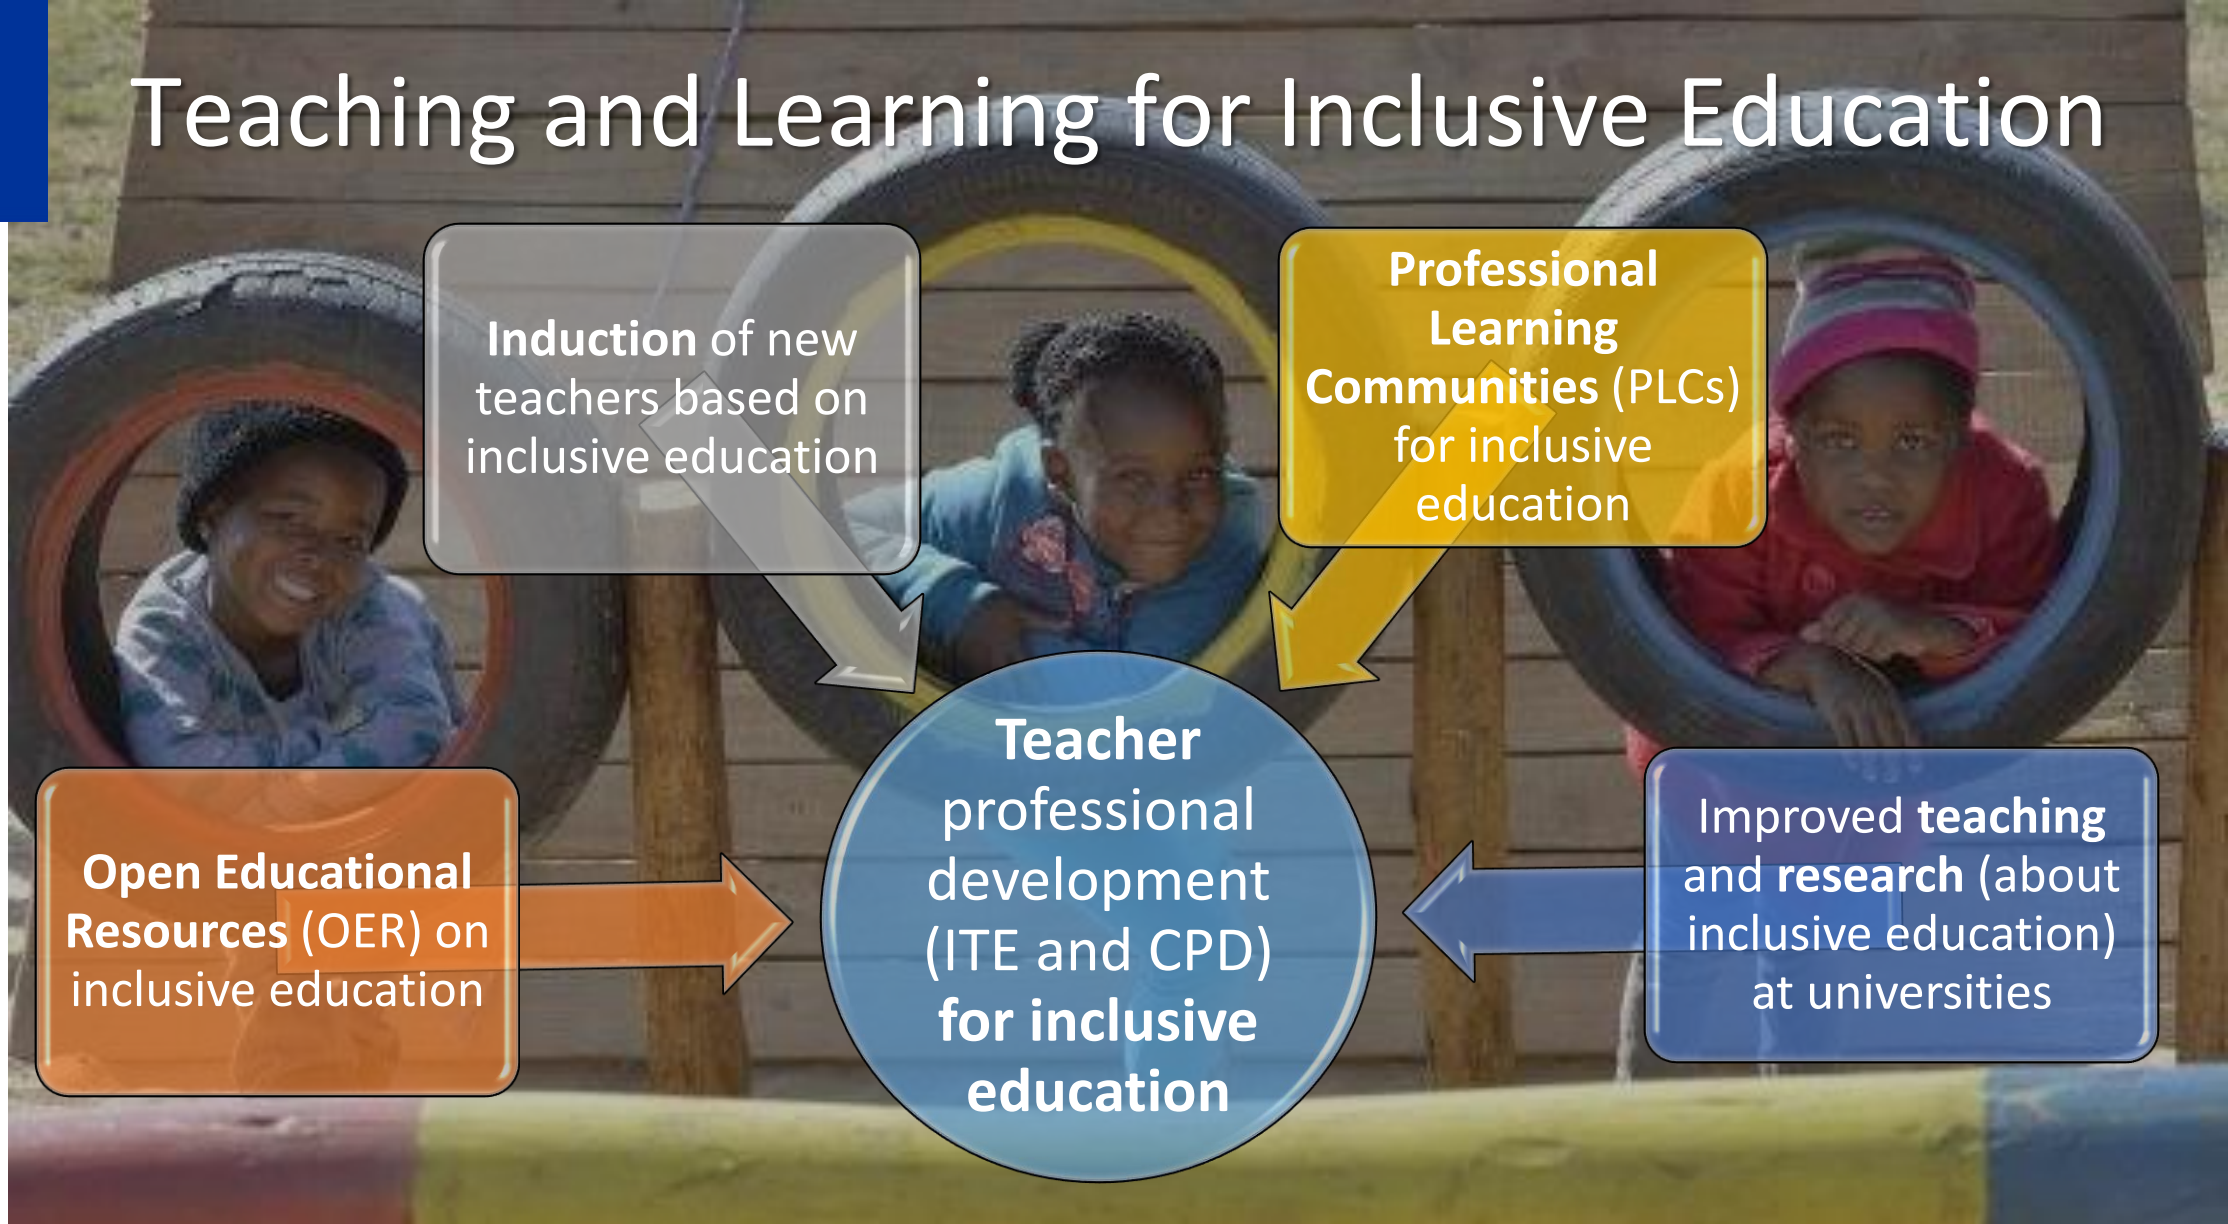 Teaching and Learning for Inclusive Education
Induction of new
teachers based on
inclusive education
Professional
Learning
Communities (PLCs)
for inclusive
education
Open Educational
Resources (OER) on
inclusive education
Teacher
professional
development
(ITE and CPD)
for inclusive
education
Improved teaching
and research (about
inclusive education)
at universities